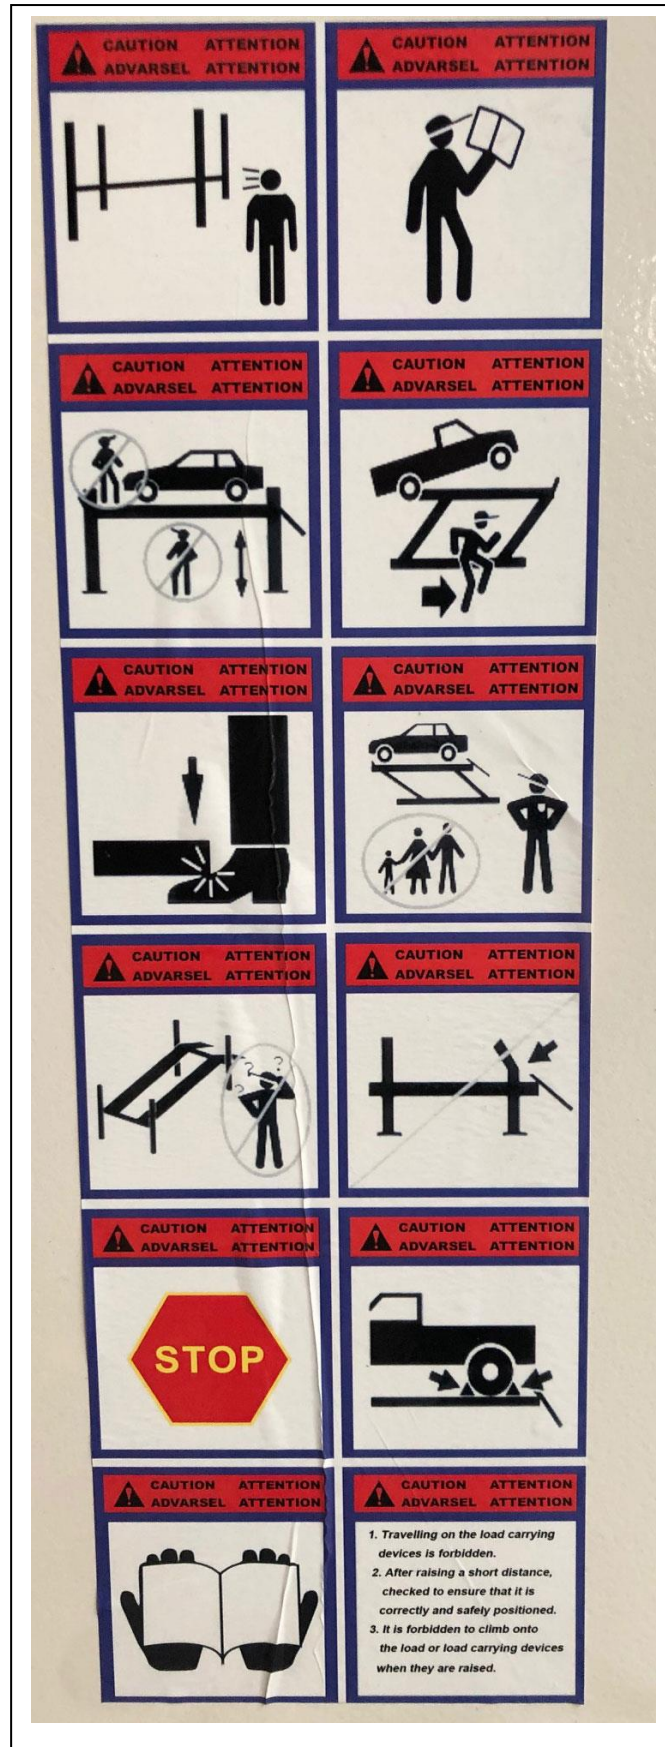 CAUTION ATTENTION
ADVARSEL ATTENTION
CAUTION ATTENTION
ADVARSEL ATTENTION
CAUTION ATTENTION
ADVARSEL ATTENTION
CAUTION ATTENTION
ADVARSEL ATTENTION
CAUTION ATTENTION
ADVARSEL ATTENTION
CAUTION ATTENTION
ADVARSEL ATTENTION
CAUTION ATTENTION
ADVARSEL ATTENTION
? ?
?
CAUTION ATTENTION
ADVARSEL ATTENTION
CAUTION ATTENTION
ADVARSEL ATTENTION
STOP
CAUTION ATTENTION
ADVARSEL ATTENTION
CAUTION ATTENTION
ADVARSEL ATTENTION
CAUTION ATTENTION
ADVARSEL ATTENTION
1. Travelling on the load carrying
devices is forbidden.
2. After raising a short distance,
checked to ensure that it is
correctly and safely positioned.
3. It is forbidden to climb onto
the load or load carrying devices
when they are raised.